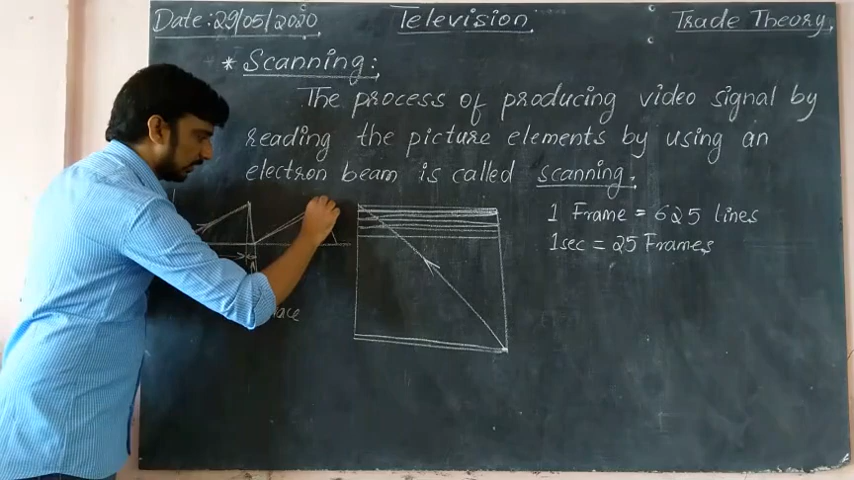 Date: 29/05/2020 Television Trade Theory
* Scanning:
The process of producing video signal by
reading the picture elements by using an
electron beam is called scanning.
1 Frame = 625 lines
1sec = 25 Frames